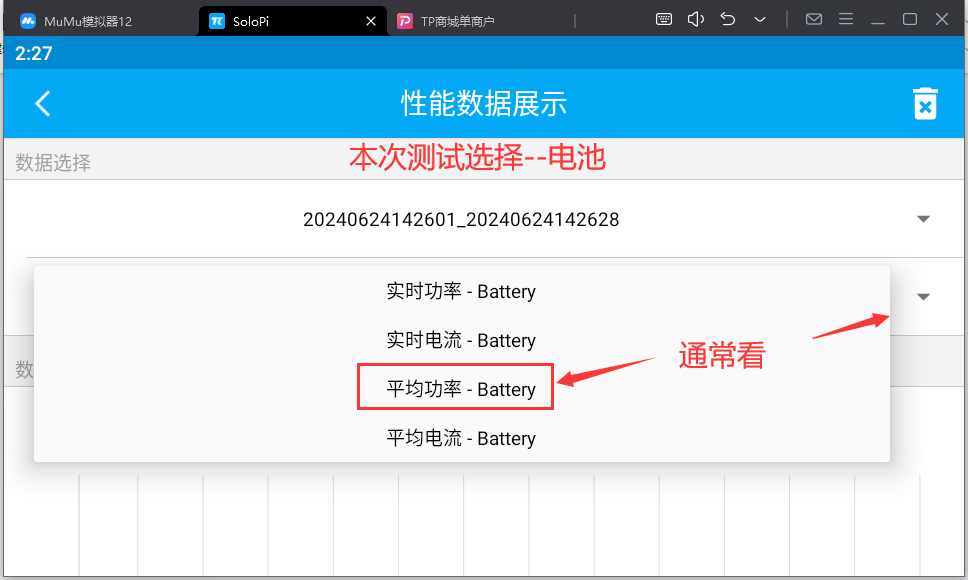 MuMu模拟器12
SoloPi
TP商城单商户
2:27
性能数据展示
数据选择
本次测试选择--电池
20240624142601_20240624142628
实时功率 - Battery
实时电流 - Battery
通常看
数
平均功率 - Battery
平均电流 - Battery